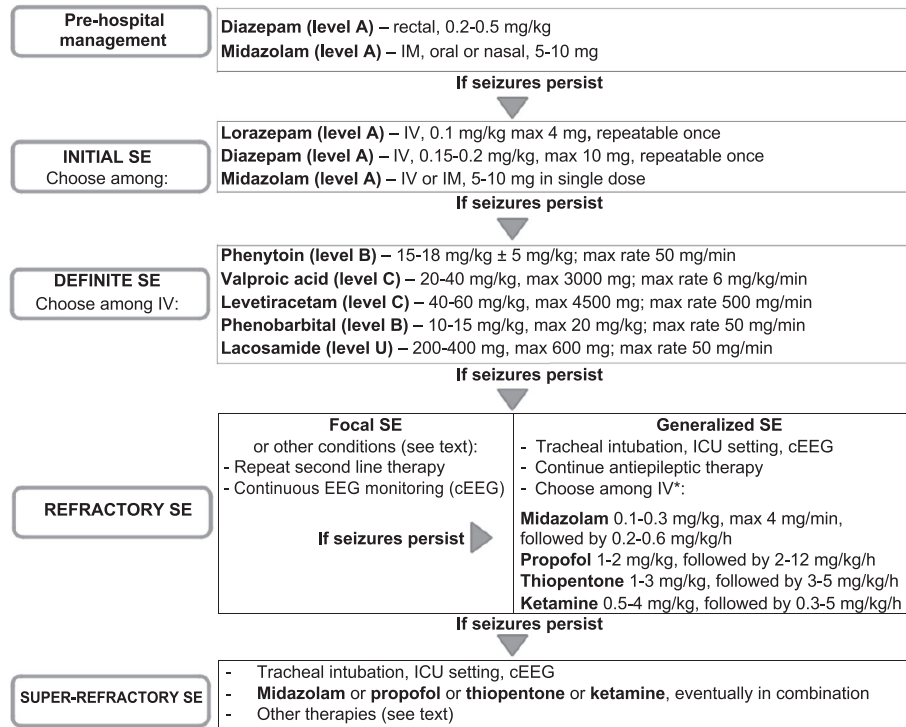 Pre-hospital
management
Diazepam (level A) – rectal, 0.2-0.5 mg/kg
Midazolam (level A) – IM, oral or nasal, 5-10 mg
If seizures persist
INITIAL SE
Choose among:
Lorazepam (level A) – IV, 0.1 mg/kg max 4 mg, repeatable once
Diazepam (level A) – IV, 0.15-0.2 mg/kg, max 10 mg, repeatable once
Midazolam (level A) – IV or IM, 5-10 mg in single dose
If seizures persist
DEFINITE SE
Choose among IV:
Phenytoin (level B) – 15-18 mg/kg ± 5 mg/kg; max rate 50 mg/min
Valproic acid (level C) – 20-40 mg/kg, max 3000 mg; max rate 6 mg/kg/min
Levetiracetam (level C) – 40-60 mg/kg, max 4500 mg; max rate 500 mg/min
Phenobarbital (level B) – 10-15 mg/kg, max 20 mg/kg; max rate 50 mg/min
Lacosamide (level U) – 200-400 mg, max 600 mg; max rate 50 mg/min
If seizures persist
REFRACTORY SE
Focal SE
or other conditions (see text):
- Repeat second line therapy
- Continuous EEG monitoring (cEEG)
If seizures persist
Generalized SE
- Tracheal intubation, ICU setting, cEEG
- Continue antiepileptic therapy
- Choose among IV*:
Midazolam 0.1-0.3 mg/kg, max 4 mg/min,
followed by 0.2-0.6 mg/kg/h
Propofol 1-2 mg/kg, followed by 2-12 mg/kg/h
Thiopentone 1-3 mg/kg, followed by 3-5 mg/kg/h
Ketamine 0.5-4 mg/kg, followed by 0.3-5 mg/kg/h
If seizures persist
SUPER-REFRACTORY SE
- Tracheal intubation, ICU setting, cEEG
- Midazolam or propofol or thiopentone or ketamine, eventually in combination
- Other therapies (see text)